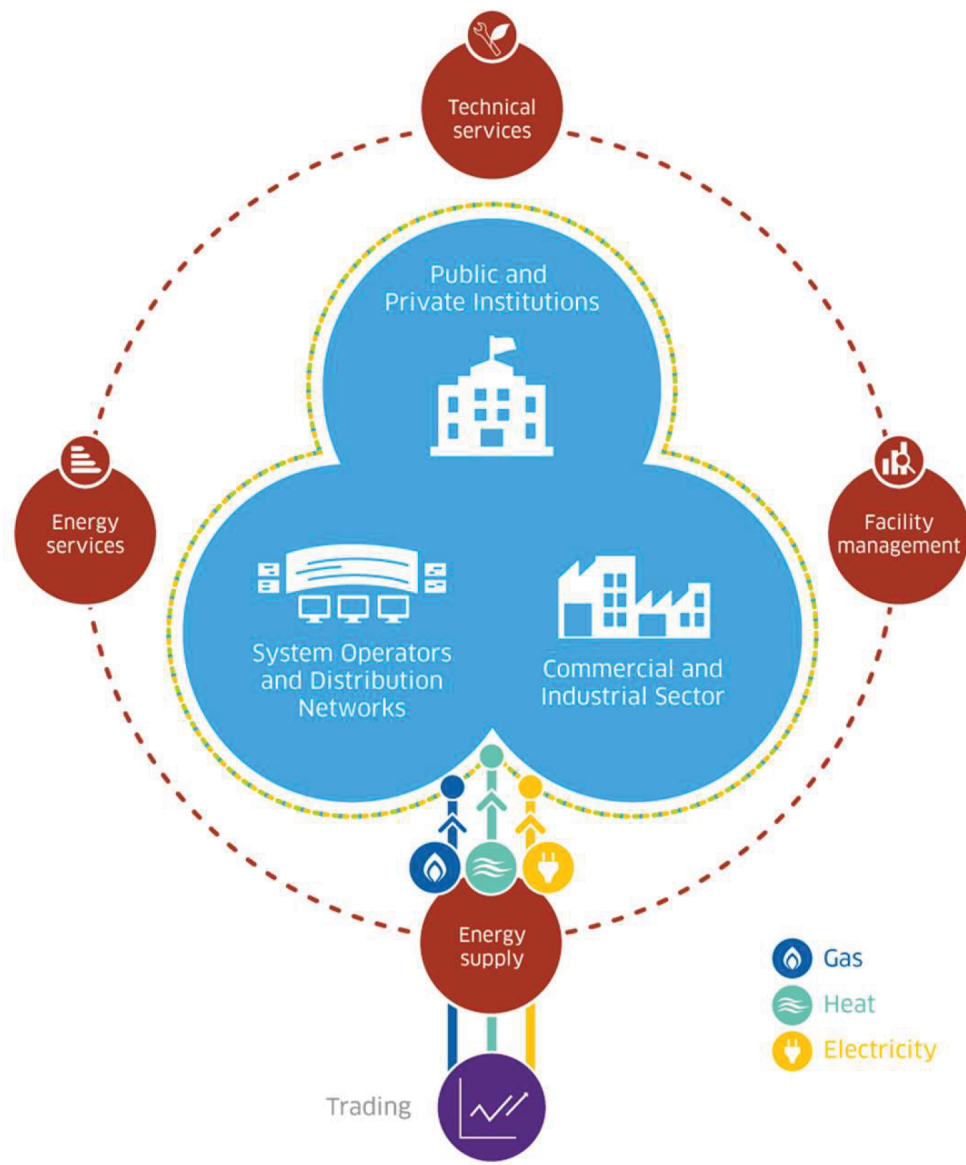 Technical
services
Public and
Private Institutions
Energy
services
Facility
management
System Operators
and Distribution
Networks
Commercial and
Industrial Sector
Energy
supply
Gas
Heat
Electricity
Trading